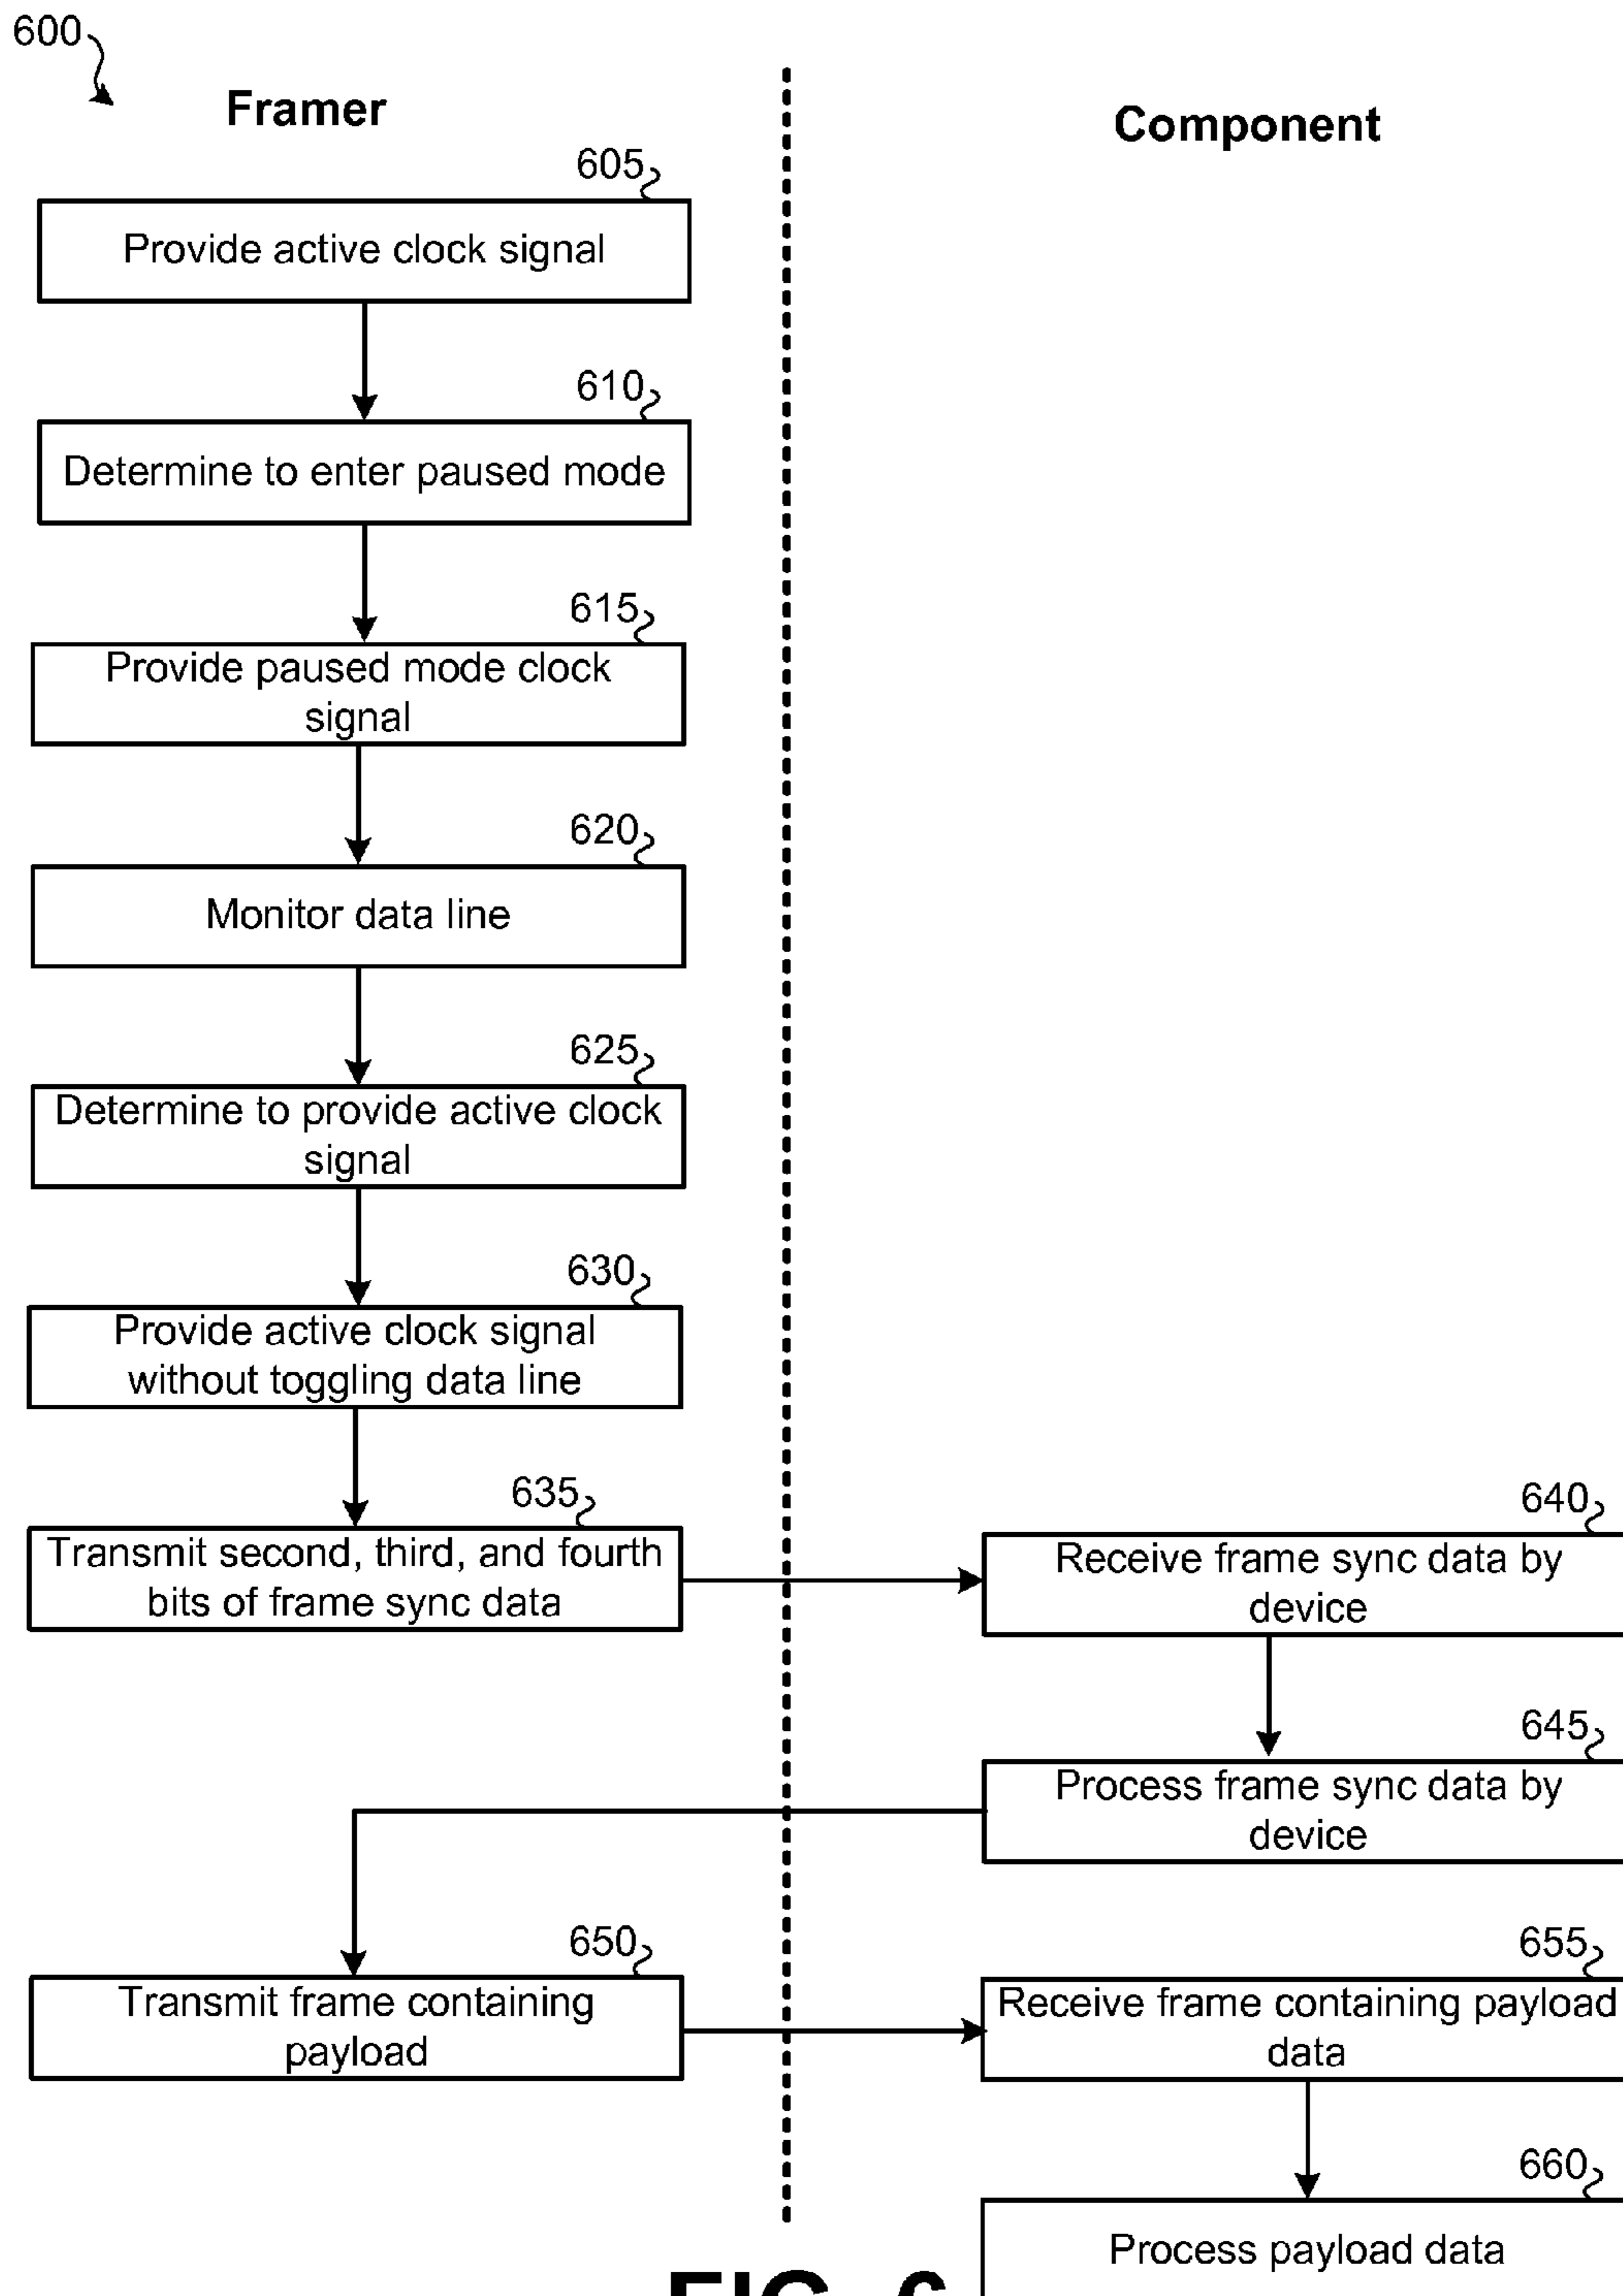 600
Framer
Component
605
Provide active clock signal
610
Determine to enter paused mode
615
Provide paused mode clock
signal
620
Monitor data line
625
Determine to provide active clock
signal
630
Provide active clock signal
without toggling data line
635
Transmit second, third, and fourth
bits of frame sync data
640
Receive frame sync data by
device
645
Process frame sync data by
device
650
Transmit frame containing
payload
655
Receive frame containing payload
data
660
Process payload data
FIG. 6